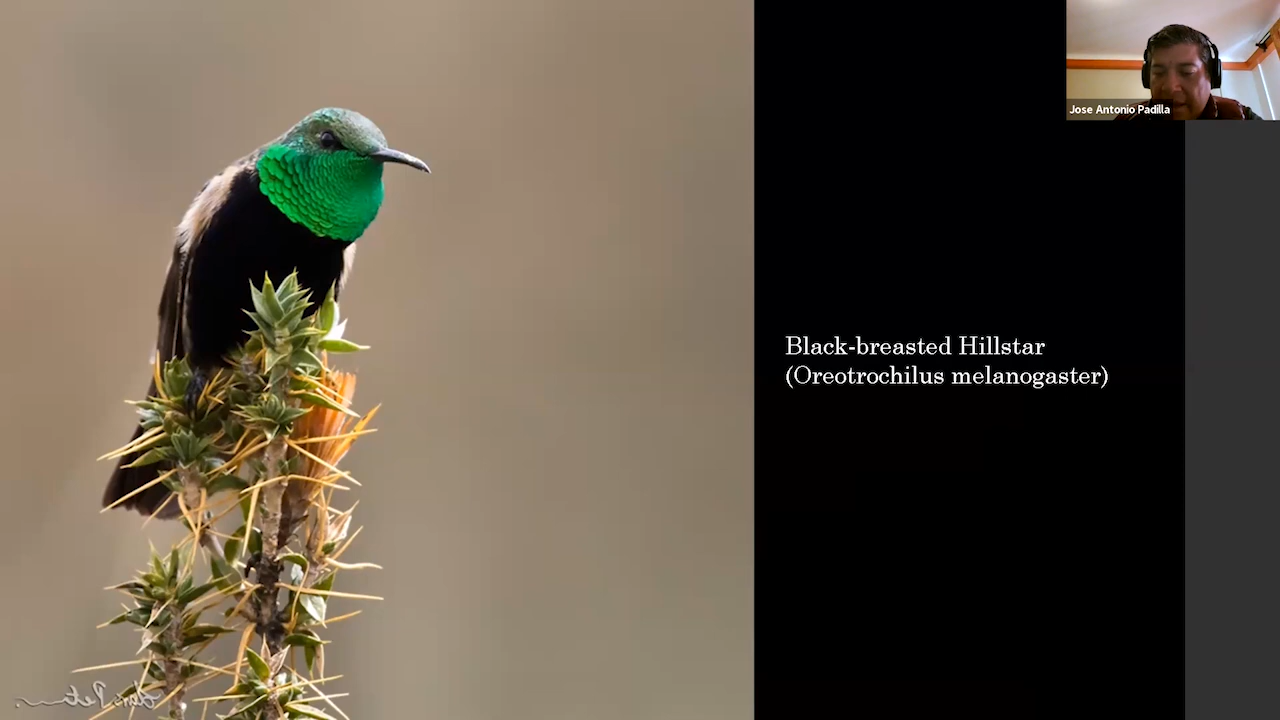 Jose Antonio Padilla
Black-breasted Hillstar
(Oreotrochilus melanogaster)